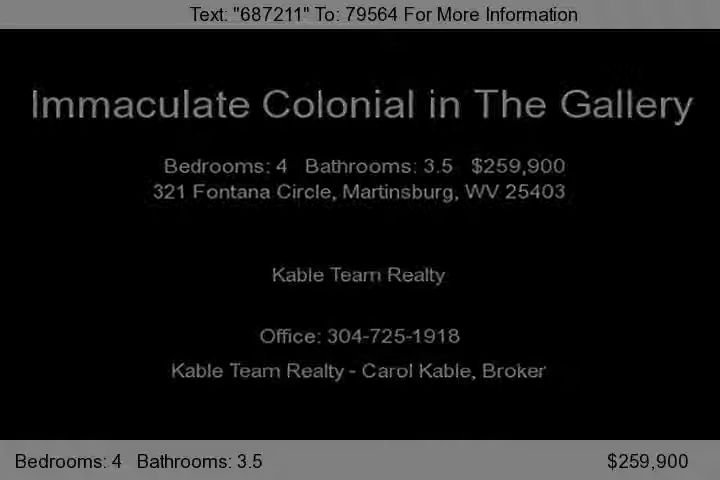 Text: "687211" To: 79564 For More Information
Immaculate Colonial in The Gallery
Bedrooms: 4 Bathrooms: 3.5 $259,900
321 Fontana Circle, Martinsburg, WV 25403
Kable Team Realty
Office: 304-725-1918
Kable Team Realty - Carol Kable, Broker
Bedrooms: 4 Bathrooms: 3.5 $259,900